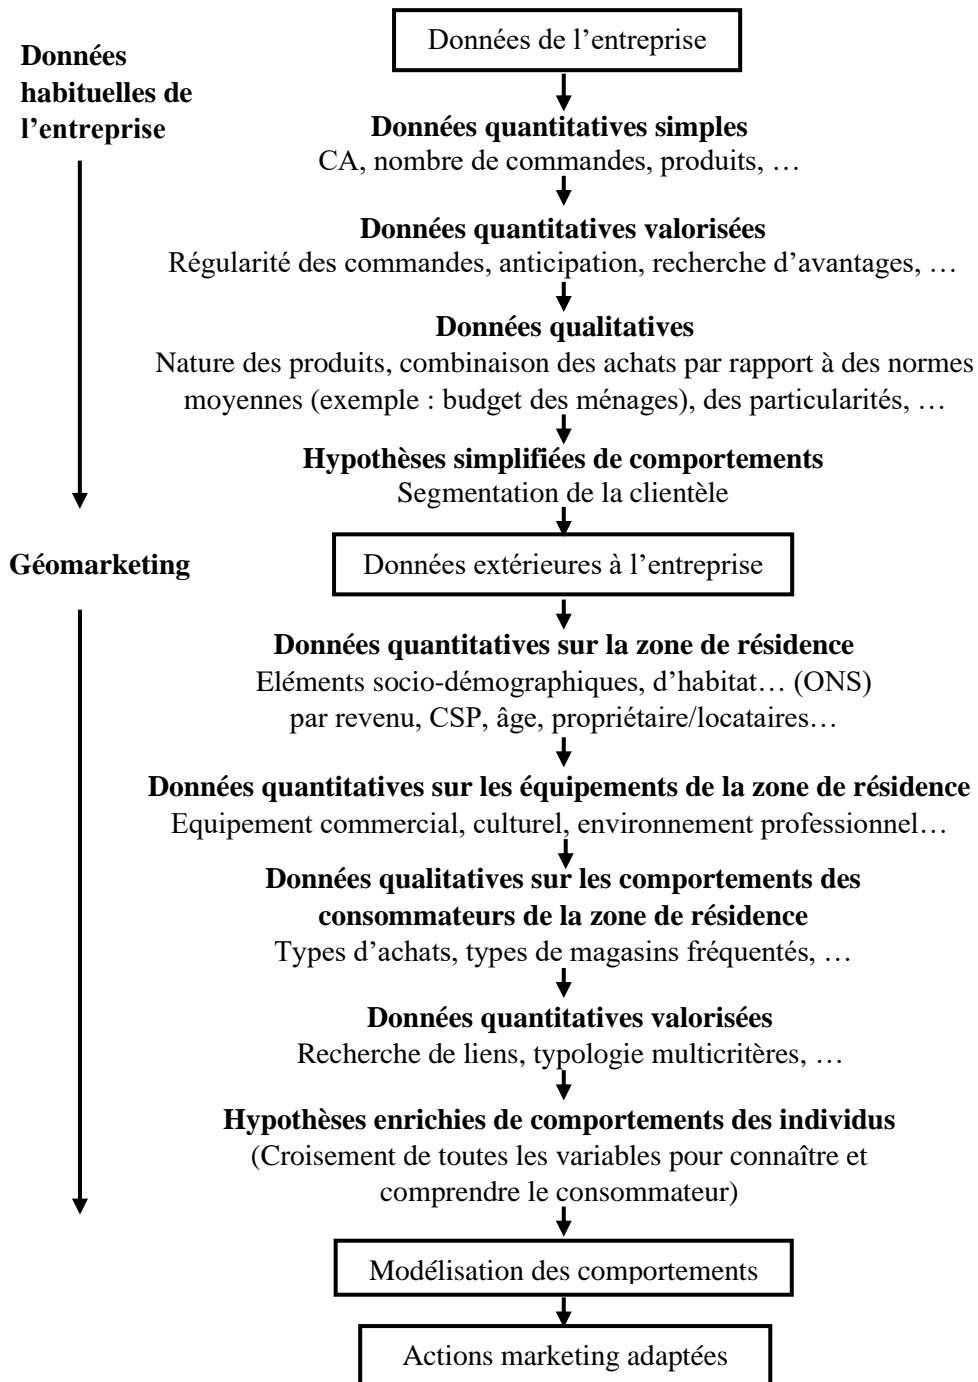 Données
habituelles de
l’entreprise
Données de l’entreprise
Données quantitatives simples
CA, nombre de commandes, produits, …
Données quantitatives valorisées
Régularité des commandes, anticipation, recherche d’avantages, …
Données qualitatives
Nature des produits, combinaison des achats par rapport à des normes
moyennes (exemple : budget des ménages), des particularités, …
Hypothèses simplifiées de comportements
Segmentation de la clientèle
Géomarketing
Données extérieures à l’entreprise
Données quantitatives sur la zone de résidence
Eléments socio-démographiques, d’habitat… (ONS)
par revenu, CSP, âge, propriétaire/locataires…
Données quantitatives sur les équipements de la zone de résidence
Equipement commercial, culturel, environnement professionnel…
Données qualitatives sur les comportements des
consommateurs de la zone de résidence
Types d’achats, types de magasins fréquentés, …
Données quantitatives valorisées
Recherche de liens, typologie multicritères, …
Hypothèses enrichies de comportements des individus
(Croisement de toutes les variables pour connaître et
comprendre le consommateur)
Modélisation des comportements
Actions marketing adaptées